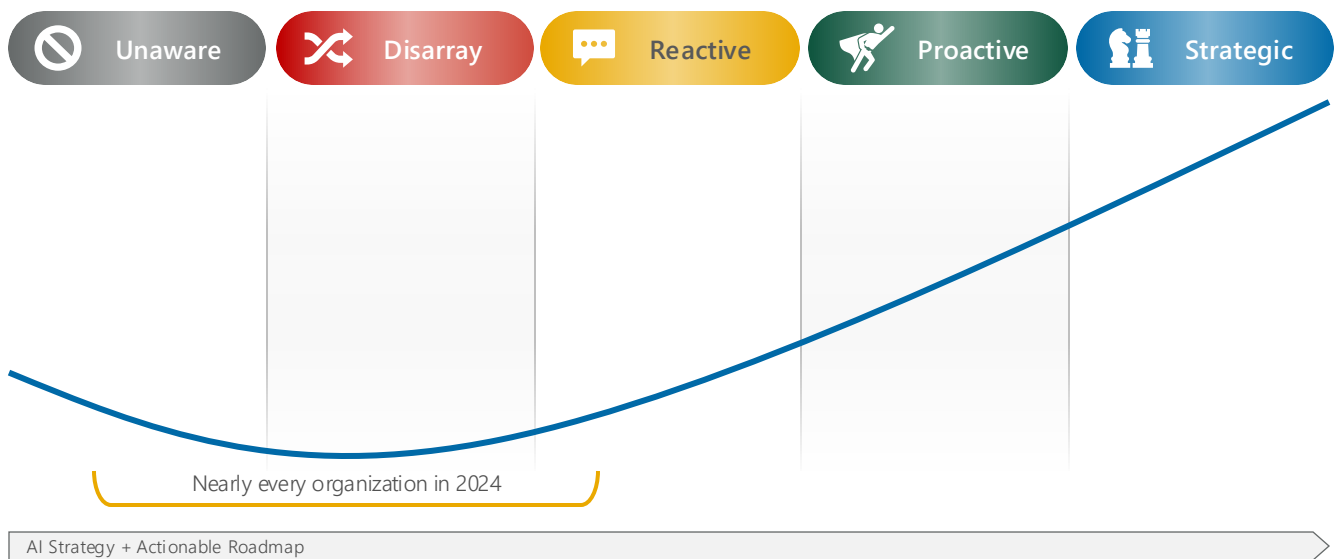 Unaware
Disarray
Reactive
Proactive
Strategic
Nearly every organization in 2024
AI Strategy + Actionable Roadmap